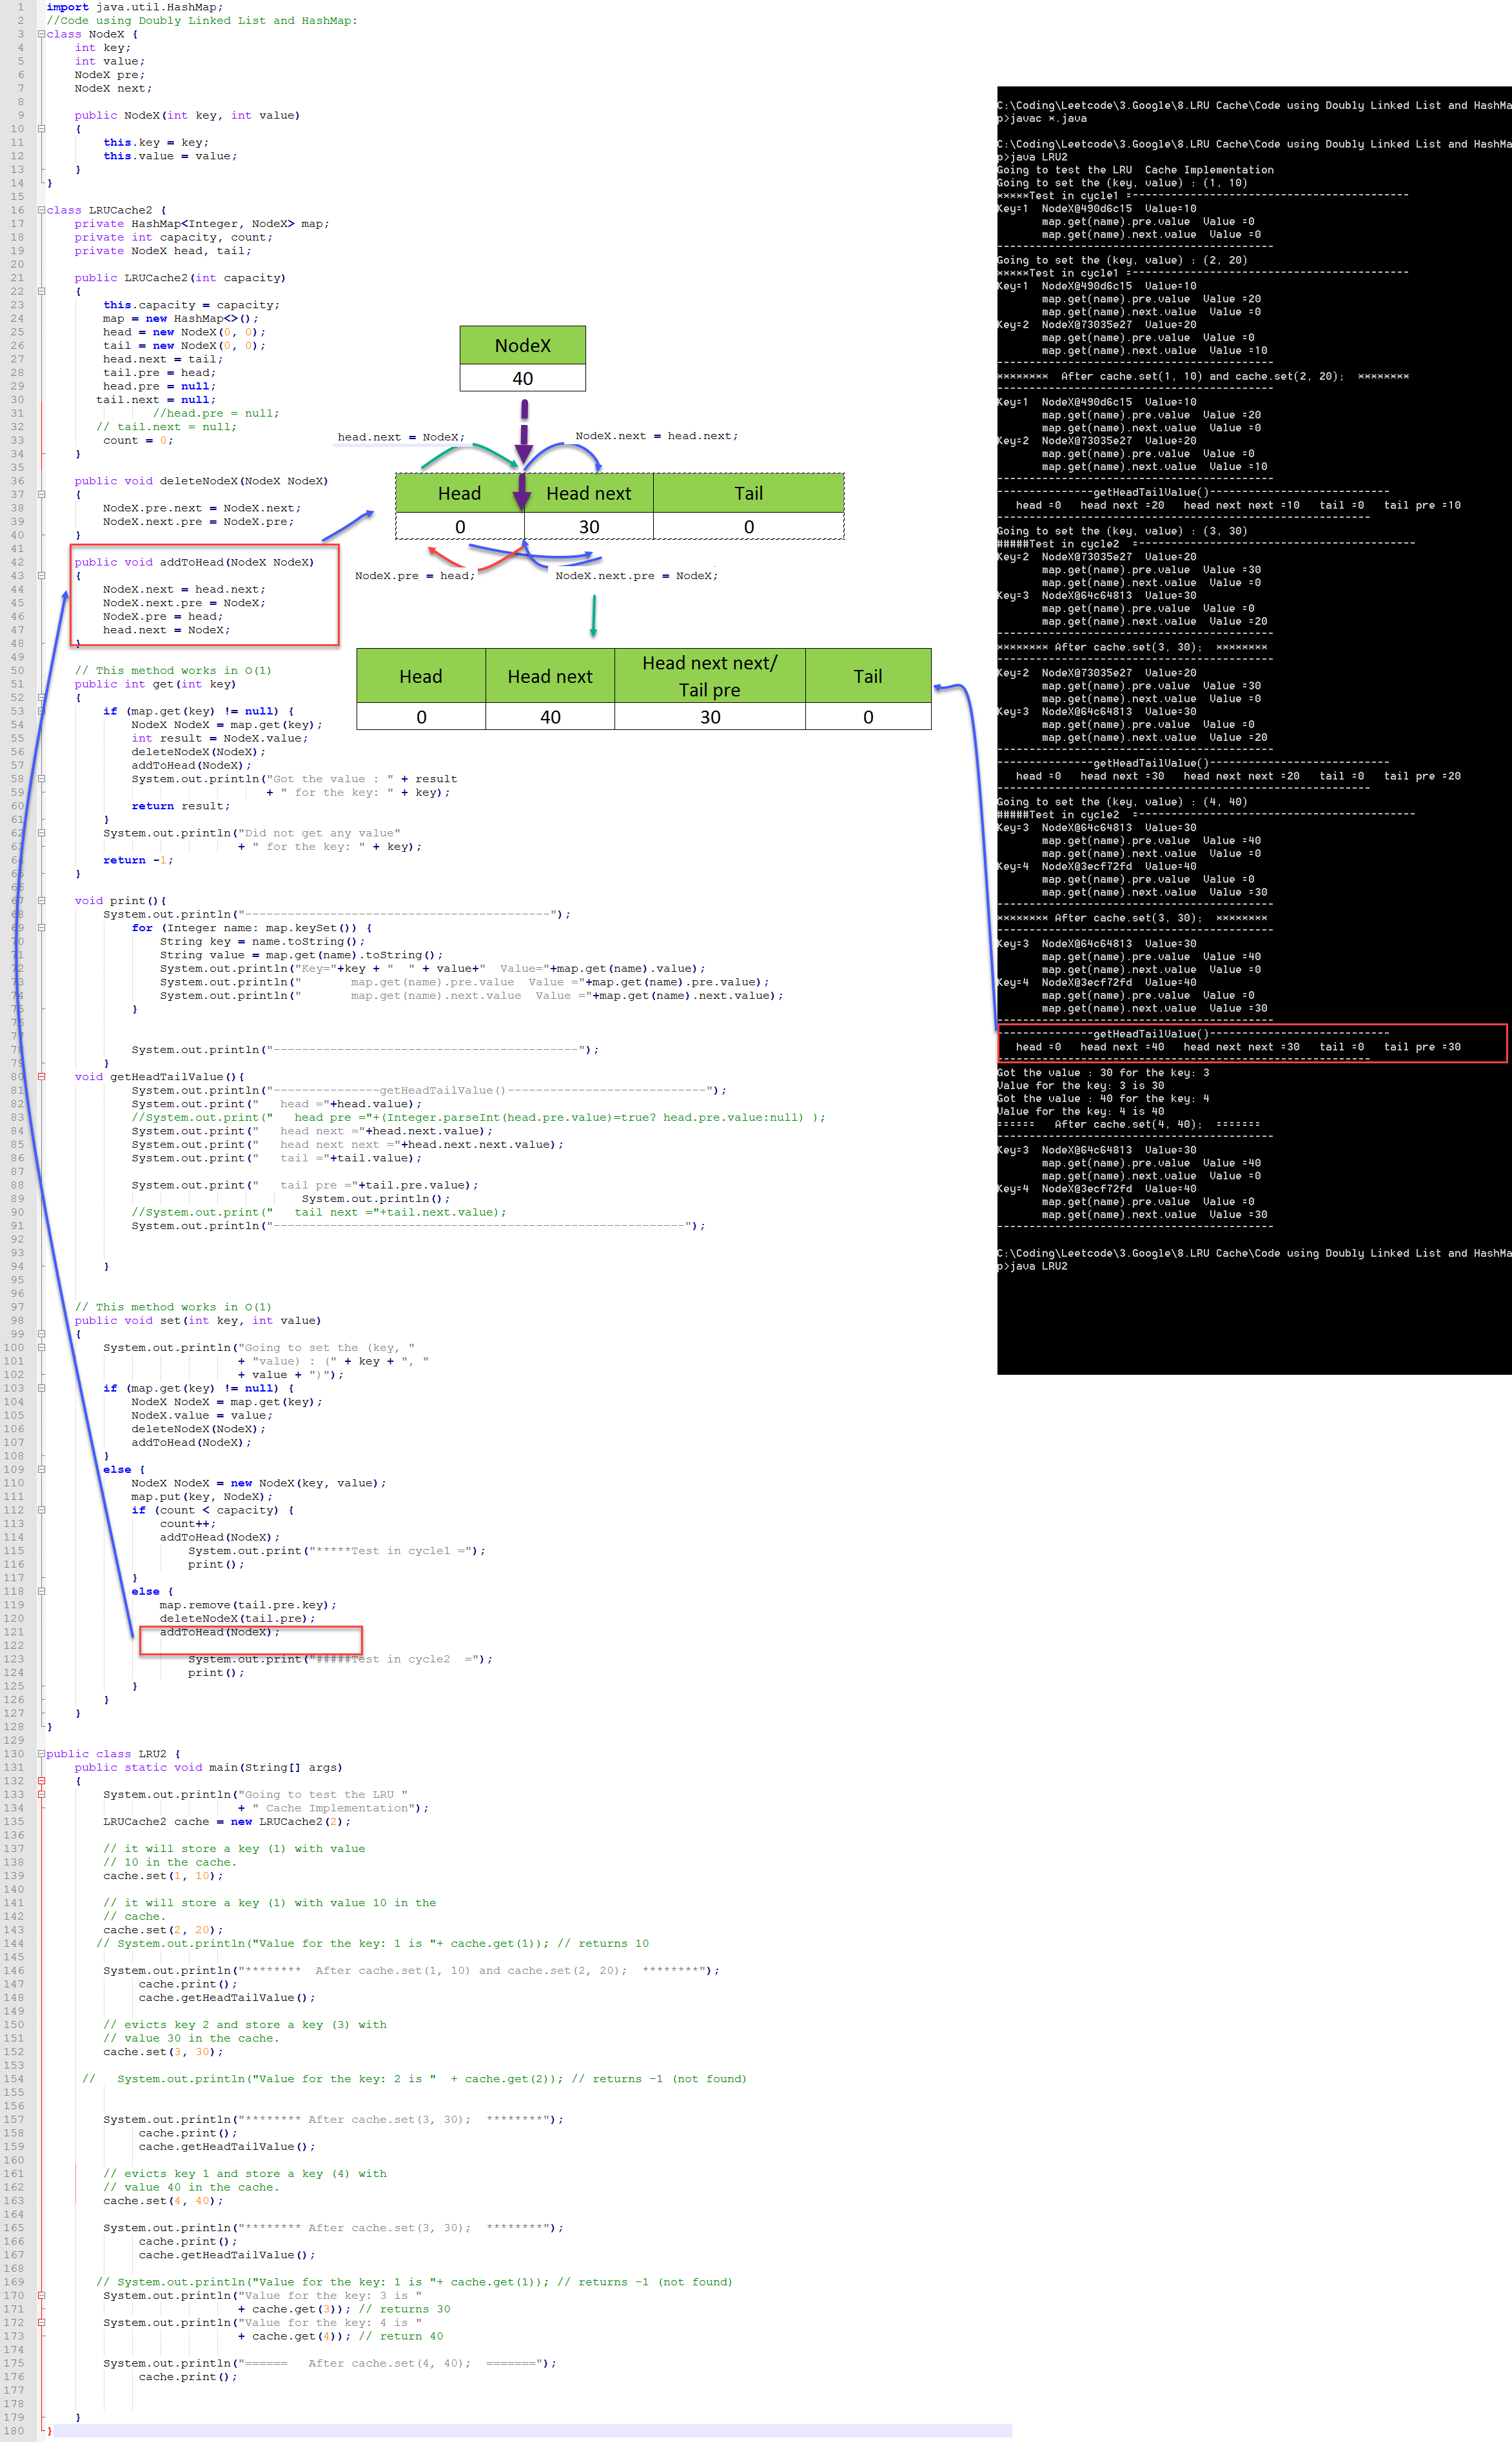 1 import java.util.HashMap;
2 //Code using Doubly Linked List and HashMap:
3 class NodeX {
4 int key;
5 int value;
6 NodeX pre;
7 NodeX next;
8
9 public NodeX(int key, int value)
10 {
11 this.key = key;
12 this.value = value;
13 }
14 }
15
16 class LRUCache2 {
17 private HashMap<Integer, NodeX> map;
18 private int capacity, count;
19 private NodeX head, tail;
20
21 public LRUCache2(int capacity)
22 {
23 this.capacity = capacity;
24 map = new HashMap<>();
25 head = new NodeX(0, 0);
26 tail = new NodeX(0, 0);
27 head.next = tail;
28 tail.pre = head;
29 head.pre = null;
30 tail.next = null;
31 //head.pre = null;
32 // tail.next = null;
33 count = 0;
34 }
35
36 public void deleteNodeX(NodeX NodeX)
37 {
38 NodeX.pre.next = NodeX.next;
39 NodeX.next.pre = NodeX.pre;
40 }
41
42 public void addToHead(NodeX NodeX)
43 {
44 NodeX.next = head.next;
45 NodeX.next.pre = NodeX;
46 NodeX.pre = head;
47 head.next = NodeX;
48 }
49
50 // This method works in O(1)
51 public int get(int key)
52 {
53 if (map.get(key) != null) {
54 NodeX NodeX = map.get(key);
55 int result = NodeX.value;
56 deleteNodeX(NodeX);
57 addToHead(NodeX);
58 System.out.println("Got the value : " + result
59 + " for the key: " + key);
60 return result;
61 }
62 System.out.println("Did not get any value"
63 + " for the key: " + key);
64 return -1;
65 }
66
67 void print(){
68 System.out.println("-------------------------------------------");
69 for (Integer name: map.keySet()) {
70 String key = name.toString();
71 String value = map.get(name).toString();
72 System.out.println("Key="+key + "  " + value+"  Value="+map.get(name).value);
73 System.out.println("       map.get(name).pre.value  Value ="+map.get(name).pre.value);
74 System.out.println("       map.get(name).next.value  Value ="+map.get(name).next.value);
75 }
76
77
78 System.out.println("-------------------------------------------");
79 }
80 void getHeadTailValue(){
81 System.out.println("---------------getHeadTailValue()----------------------------");
82 System.out.print("   head ="+head.value);
83 //System.out.print("   head pre ="+(Integer.parseInt(head.pre.value)=true? head.pre.value:null) );
84 System.out.print("   head next ="+head.next.value);
85 System.out.print("   head next next ="+head.next.next.value);
86 System.out.print("   tail ="+tail.value);
87
88 System.out.print("   tail pre ="+tail.pre.value);
89 System.out.println();
90 //System.out.print("   tail next ="+tail.next.value);
91 System.out.println("----------------------------------------------------------");
92
93
94 }
95
96
97 // This method works in O(1)
98 public void set(int key, int value)
99 {
100 System.out.println("Going to set the (key, "
101 + "value) : (" + key + ", "
102 + value + ")");
103 if (map.get(key) != null) {
104 NodeX NodeX = map.get(key);
105 NodeX.value = value;
106 deleteNodeX(NodeX);
107 addToHead(NodeX);
108 }
109 else {
110 NodeX NodeX = new NodeX(key, value);
111 map.put(key, NodeX);
112 if (count < capacity) {
113 count++;
114 addToHead(NodeX);
115 System.out.print("*****Test in cycle1 =");
116 print();
117 }
118 else {
119 map.remove(tail.pre.key);
120 deleteNodeX(tail.pre);
121 addToHead(NodeX);
122
123 System.out.print("#####Test in cycle2  =");
124 print();
125 }
126 }
127 }
128 }
129
130 public class LRU2 {
131 public static void main(String[] args)
132 {
133 System.out.println("Going to test the LRU "
134 + " Cache Implementation");
135 LRUCache2 cache = new LRUCache2(2);
136
137 // it will store a key (1) with value
138 // 10 in the cache.
139 cache.set(1, 10);
140
141 // it will store a key (1) with value 10 in the
142 // cache.
143 cache.set(2, 20);
144 // System.out.println("Value for the key: 1 is "+ cache.get(1)); // returns 10
145
146 System.out.println("********  After cache.set(1, 10) and cache.set(2, 20);  ********");
147 cache.print();
148 cache.getHeadTailValue();
149
150 // evicts key 2 and store a key (3) with
151 // value 30 in the cache.
152 cache.set(3, 30);
153
154 //   System.out.println("Value for the key: 2 is "  + cache.get(2)); // returns -1 (not found)
155
156
157 System.out.println("******** After cache.set(3, 30);  ********");
158 cache.print();
159 cache.getHeadTailValue();
160
161 // evicts key 1 and store a key (4) with
162 // value 40 in the cache.
163 cache.set(4, 40);
164
165 System.out.println("******** After cache.set(3, 30);  ********");
166 cache.print();
167 cache.getHeadTailValue();
168
169 // System.out.println("Value for the key: 1 is "+ cache.get(1)); // returns -1 (not found)
170 System.out.println("Value for the key: 3 is "
171 + cache.get(3)); // returns 30
172 System.out.println("Value for the key: 4 is "
173 + cache.get(4)); // return 40
174
175 System.out.println("======   After cache.set(4, 40);  =======");
176 cache.print();
177
178
179 }
180 }
NodeX
40
head.next = NodeX;
NodeX.next = head.next;
Head Head next Tail
0 30 0
NodeX.pre = head;
NodeX.next.pre = NodeX;
Head Head next Head next next/ Tail pre Tail
0 40 30 0
C:\Coding\Leetcode\3.Google\8.LRU Cache\Code using Doubly Linked List and HashMa
p>javac *.java
C:\Coding\Leetcode\3.Google\8.LRU Cache\Code using Doubly Linked List and HashMa
p>java LRU2
Going to test the LRU  Cache Implementation
Going to set the (key, value) : (1, 10)
*****Test in cycle1 =-------------------------------------------
Key=1  NodeX@490d6c15  Value=10
map.get(name).pre.value  Value =0
map.get(name).next.value  Value =0
-------------------------------------------
Going to set the (key, value) : (2, 20)
*****Test in cycle1 =-------------------------------------------
Key=1  NodeX@490d6c15  Value=10
map.get(name).pre.value  Value =20
map.get(name).next.value  Value =0
Key=2  NodeX@73035e27  Value=20
map.get(name).pre.value  Value =0
map.get(name).next.value  Value =10
-------------------------------------------
********  After cache.set(1, 10) and cache.set(2, 20);  ********
-------------------------------------------
Key=1  NodeX@490d6c15  Value=10
map.get(name).pre.value  Value =20
map.get(name).next.value  Value =0
Key=2  NodeX@73035e27  Value=20
map.get(name).pre.value  Value =0
map.get(name).next.value  Value =10
-------------------------------------------
---------------getHeadTailValue()----------------------------
head =0   head next =20   head next next =10   tail =0   tail pre =10
----------------------------------------------------------
Going to set the (key, value) : (3, 30)
#####Test in cycle2  =-------------------------------------------
Key=2  NodeX@73035e27  Value=20
map.get(name).pre.value  Value =30
map.get(name).next.value  Value =0
Key=3  NodeX@64c64813  Value=30
map.get(name).pre.value  Value =0
map.get(name).next.value  Value =20
-------------------------------------------
******** After cache.set(3, 30);  ********
-------------------------------------------
Key=2  NodeX@73035e27  Value=20
map.get(name).pre.value  Value =30
map.get(name).next.value  Value =0
Key=3  NodeX@64c64813  Value=30
map.get(name).pre.value  Value =0
map.get(name).next.value  Value =20
-------------------------------------------
---------------getHeadTailValue()----------------------------
head =0   head next =30   head next next =20   tail =0   tail pre =20
----------------------------------------------------------
Going to set the (key, value) : (4, 40)
#####Test in cycle2  =-------------------------------------------
Key=3  NodeX@64c64813  Value=30
map.get(name).pre.value  Value =40
map.get(name).next.value  Value =0
Key=4  NodeX@3ecf72fd  Value=40
map.get(name).pre.value  Value =0
map.get(name).next.value  Value =30
-------------------------------------------
******** After cache.set(3, 30);  ********
-------------------------------------------
Key=3  NodeX@64c64813  Value=30
map.get(name).pre.value  Value =40
map.get(name).next.value  Value =0
Key=4  NodeX@3ecf72fd  Value=40
map.get(name).pre.value  Value =0
map.get(name).next.value  Value =30
-------------------------------------------
---------------getHeadTailValue()----------------------------
head =0   head next =40   head next next =30   tail =0   tail pre =30
----------------------------------------------------------
Got the value : 30 for the key: 3
Value for the key: 3 is 30
Got the value : 40 for the key: 4
Value for the key: 4 is 40
======   After cache.set(4, 40);  =======
-------------------------------------------
Key=3  NodeX@64c64813  Value=30
map.get(name).pre.value  Value =40
map.get(name).next.value  Value =0
Key=4  NodeX@3ecf72fd  Value=40
map.get(name).pre.value  Value =0
map.get(name).next.value  Value =30
-------------------------------------------
C:\Coding\Leetcode\3.Google\8.LRU Cache\Code using Doubly Linked List and HashMa
p>java LRU2